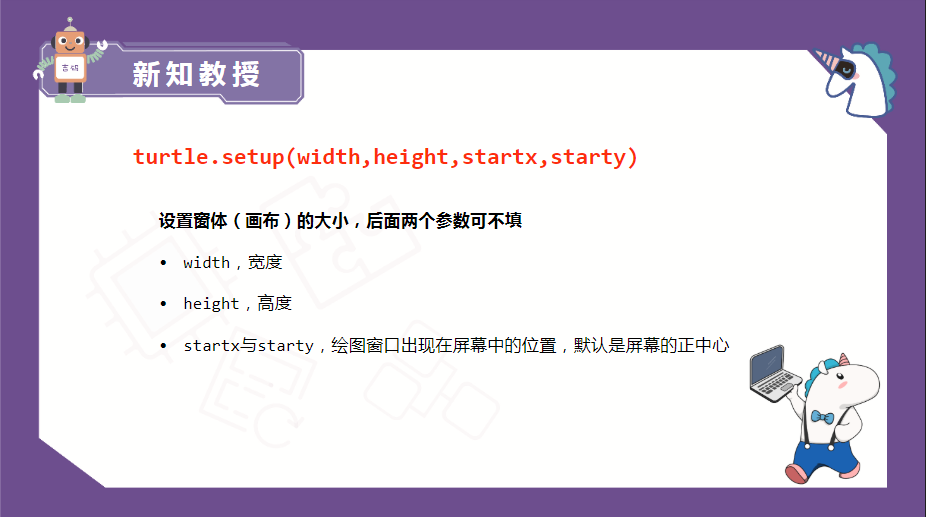 新知教授
turtle.setup(width,height,startx,starty)
设置窗体（画布）的大小，后面两个参数可不填
• width，宽度
• height，高度
• startx与starty，绘图窗口出现在屏幕中的位置，默认是屏幕的正中心